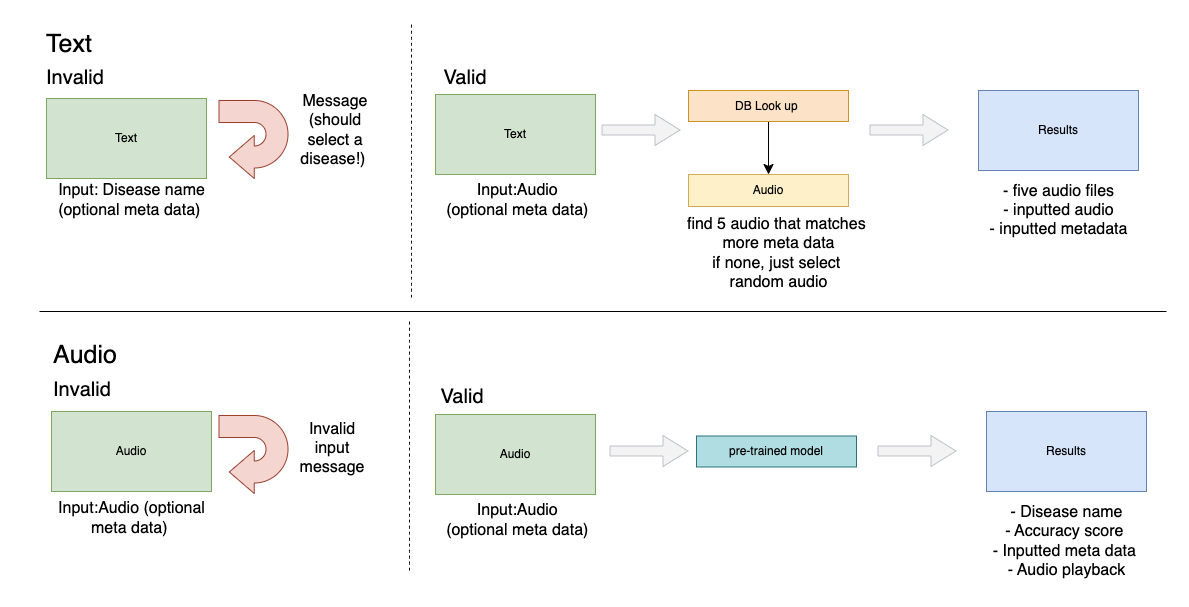 Text
Invalid
Text
Input: Disease name
(optional meta data)
Message
(should
select a
disease!)
Valid
Text
Input:Audio
(optional meta data)
DB Look up
Audio
find 5 audio that matches
more meta data
if none, just select
random audio
Results
- five audio files
- inputted audio
- inputted metadata
Audio
Invalid
Audio
Input:Audio (optional
meta data)
Invalid
input
message
Valid
Audio
Input:Audio
(optional meta data)
pre-trained model
Results
- Disease name
- Accuracy score
- Inputted meta data
- Audio playback